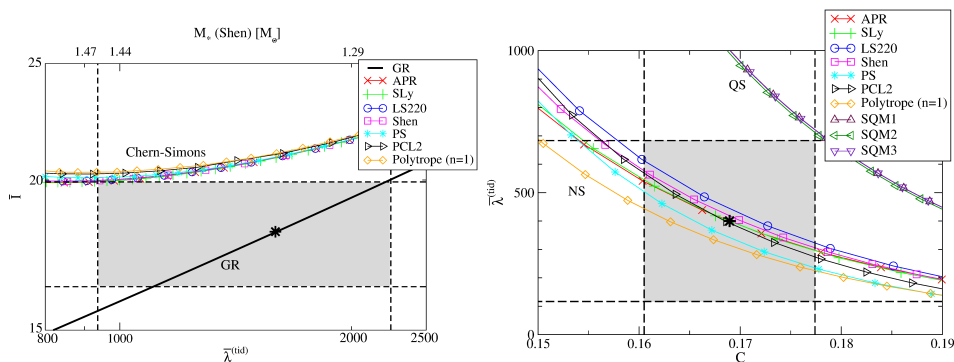 M* (Shen) [M⊙]
1.47 1.44 1.29
25
20
15
Ī
GR
APR
SLy
LS220
Shen
PS
PCL2
Polytrope (n=1)
Chern-Simons
GR
800 1000 2000 2500
λ̄(tid)
1000
500
0
λ̄(tid)
APR
SLy
LS220
Shen
PS
PCL2
Polytrope (n=1)
SQM1
SQM2
SQM3
QS
NS
0.15 0.16 0.17 0.18 0.19
C